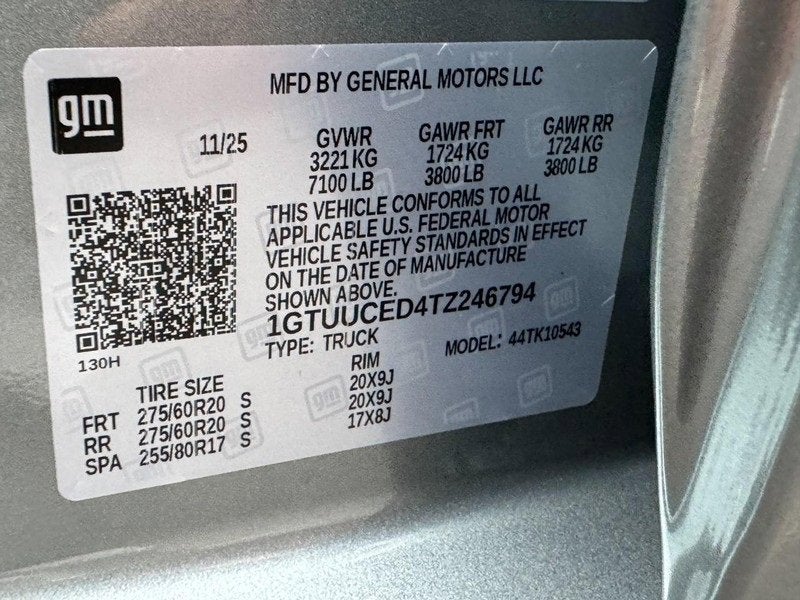 gm
MFD BY GENERAL MOTORS LLC
11/25 GVWR GAWR FRT GAWR RR
3221 KG 1724 KG 1724 KG
7100 LB 3800 LB 3800 LB
THIS VEHICLE CONFORMS TO ALL
APPLICABLE U.S. FEDERAL MOTOR
VEHICLE SAFETY STANDARDS IN EFFECT
ON THE DATE OF MANUFACTURE
SHOWN ABOVE.
1GTUUCED4TZ246794
TYPE: TRUCK MODEL: 44TK10543
130H
TIRE SIZE RIM
FRT 275/60R20 S 20X9J
RR 275/60R20 S 20X9J
SPA 255/80R17 S 17X8J